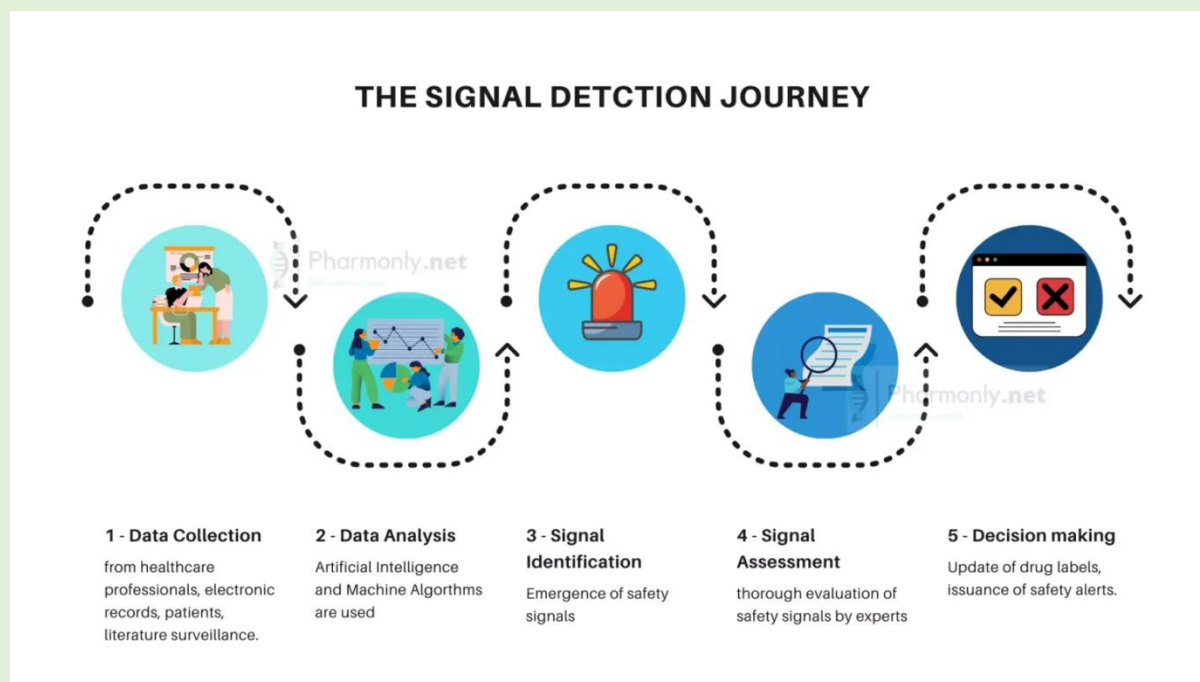 THE SIGNAL DETCTION JOURNEY
Pharmonly.net
Pharmonly.net
1 - Data Collection
from healthcare
professionals, electronic
records, patients,
literature surveillance.
2 - Data Analysis
Artificial Intelligence
and Machine Algorthms
are used
3 - Signal
Identification
Emergence of safety
signals
4 - Signal
Assessment
thorough evaluation of
safety signals by experts
5 - Decision making
Update of drug labels,
issuance of safety alerts.